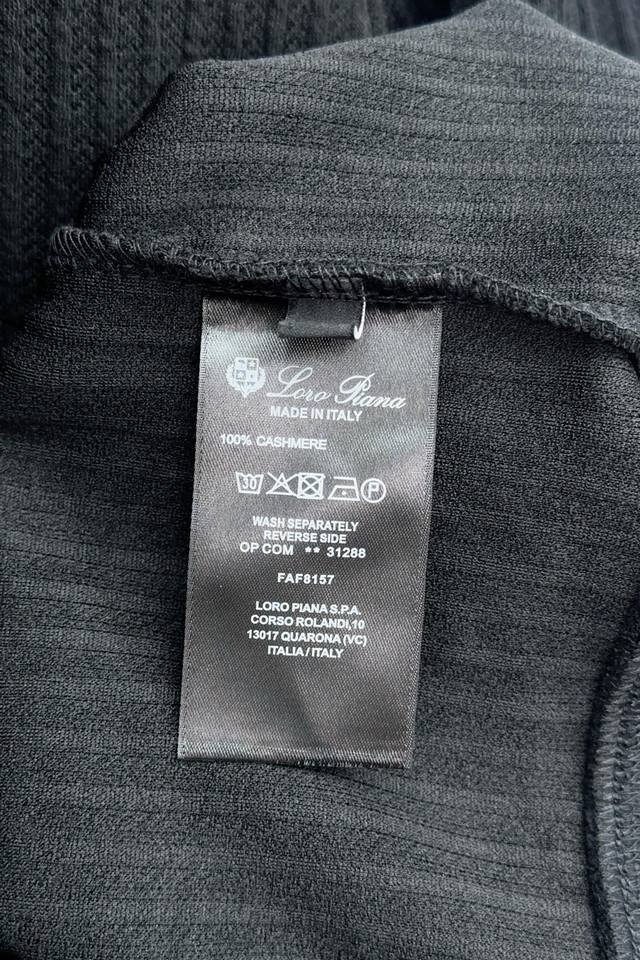 Loro Piana
MADE IN ITALY
100% CASHMERE
30 P
WASH SEPARATELY
REVERSE SIDE
OP COM ** 31288
FAF8157
LORO PIANA S.P.A.
CORSO ROLANDI,10
13017 QUARONA (VC)
ITALIA / ITALY